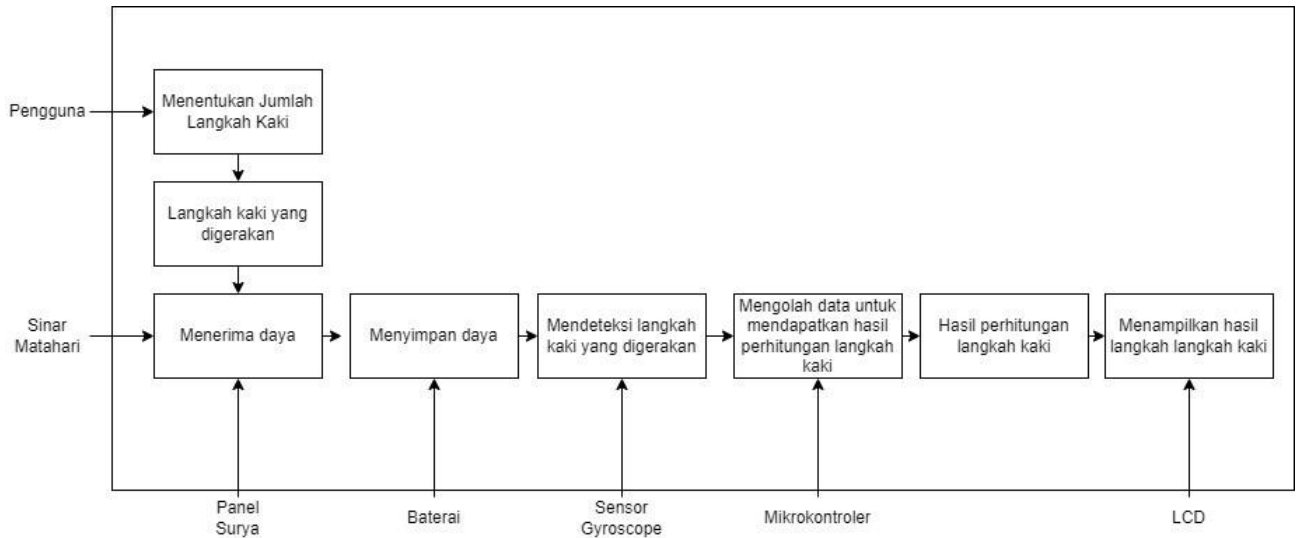 Pengguna
Menentukan Jumlah
Langkah Kaki
Langkah kaki yang
digerakan
Sinar
Matahari
Menerima daya
Menyimpan daya
Mendeteksi langkah
kaki yang digerakan
Mengolah data untuk
mendapatkan hasil
perhitungan langkah
kaki
Hasil perhitungan
langkah kaki
Menampilkan hasil
langkah langkah kaki
Panel
Surya
Baterai
Sensor
Gyroscope
Mikrokontroler
LCD